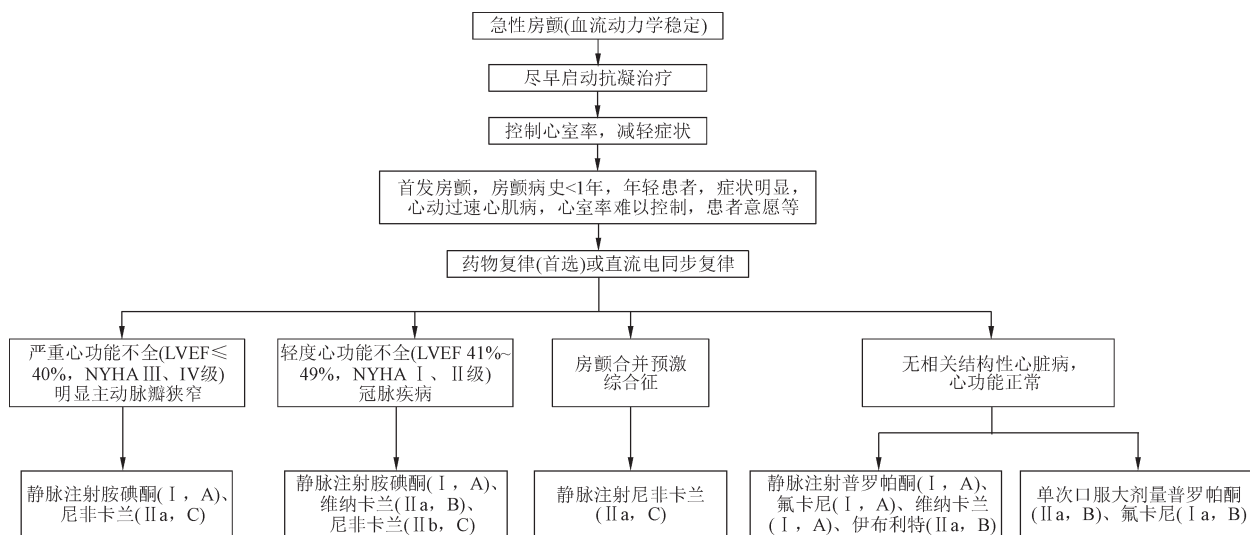 急性房颤(血流动力学稳定)
尽早启动抗凝治疗
控制心室率，减轻症状
首发房颤，房颤病史<1年，年轻患者，症状明显，
心动过速心肌病，心室率难以控制，患者意愿等
药物复律(首选)或直流电同步复律
严重心功能不全(LVEF≤
40%，NYHA Ⅲ、IV级)
明显主动脉瓣狭窄
轻度心功能不全(LVEF 41%~
49%，NYHA Ⅰ、Ⅱ级)
冠脉疾病
房颤合并预激
综合征
无相关结构性心脏病，
心功能正常
静脉注射胺碘酮(Ⅰ，A)、
尼非卡兰(Ⅱa，C)
静脉注射胺碘酮(Ⅰ，A)、
维纳卡兰(Ⅱa，B)、
尼非卡兰(Ⅱb，C)
静脉注射尼非卡兰
(Ⅱa，C)
静脉注射普罗帕酮(Ⅰ，A)、
氟卡尼(Ⅰ，A)、维纳卡兰
(Ⅰ，A)、伊布利特(Ⅱa，B)
单次口服大剂量普罗帕酮
(Ⅱa，B)、氟卡尼(Ⅰa，B)